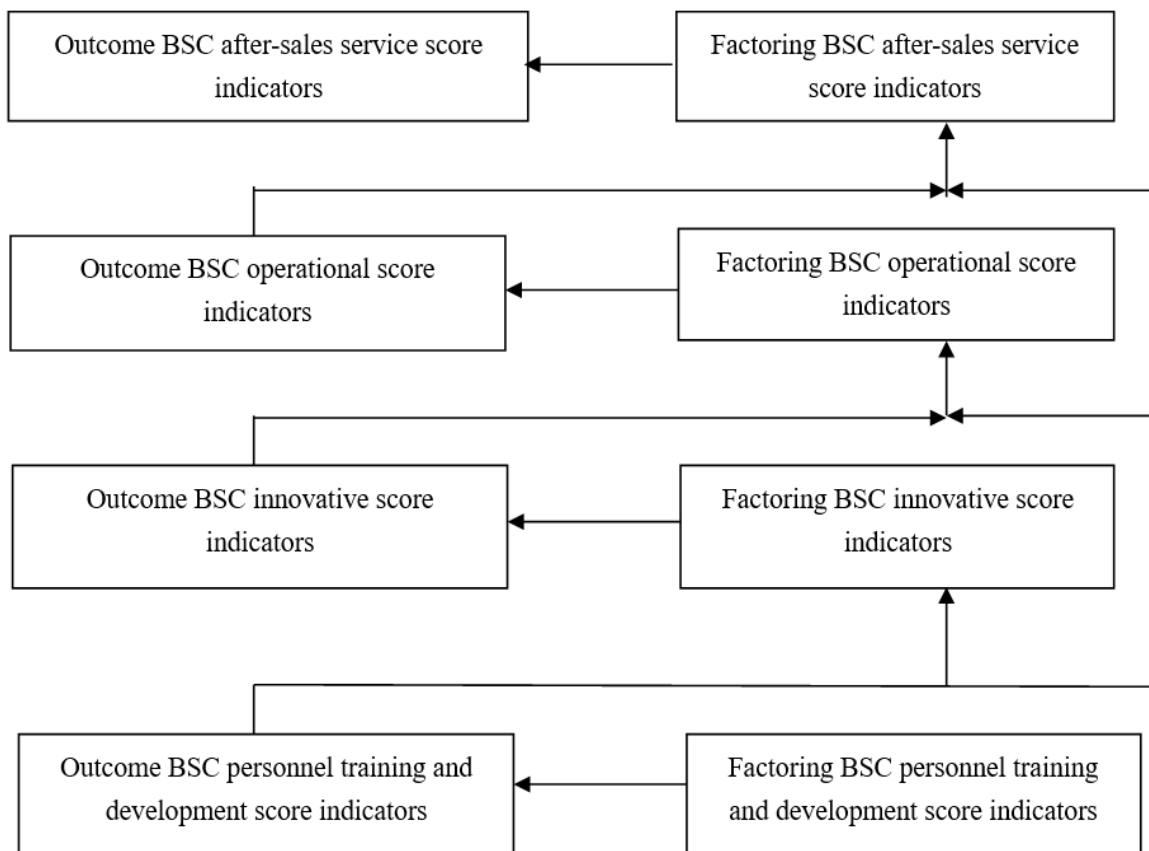 Outcome BSC after-sales service score
indicators
Factoring BSC after-sales service
score indicators
Outcome BSC operational score
indicators
Factoring BSC operational score
indicators
Outcome BSC innovative score
indicators
Factoring BSC innovative score
indicators
Outcome BSC personnel training and
development score indicators
Factoring BSC personnel training
and development score indicators